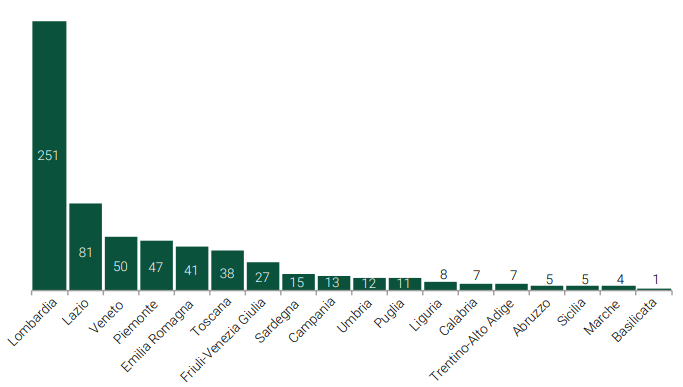 251
81
50
47
41
38
27
15
13
12
11
8
7
7
5
5
4
1
Lombardia
Lazio
Veneto
Piemonte
Emilia Romagna
Toscana
Friuli-Venezia Giulia
Sardegna
Campania
Umbria
Puglia
Liguria
Calabria
Trentino-Alto Adige
Abruzzo
Sicilia
Marche
Basilicata